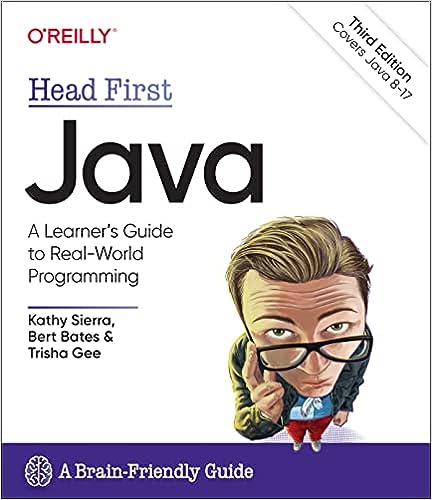 O'REILLY®
Third Edition
Covers Java 8-17
Head First
Java
A Learner's Guide
to Real-World
Programming
Kathy Sierra,
Bert Bates &
Trisha Gee
A Brain-Friendly Guide